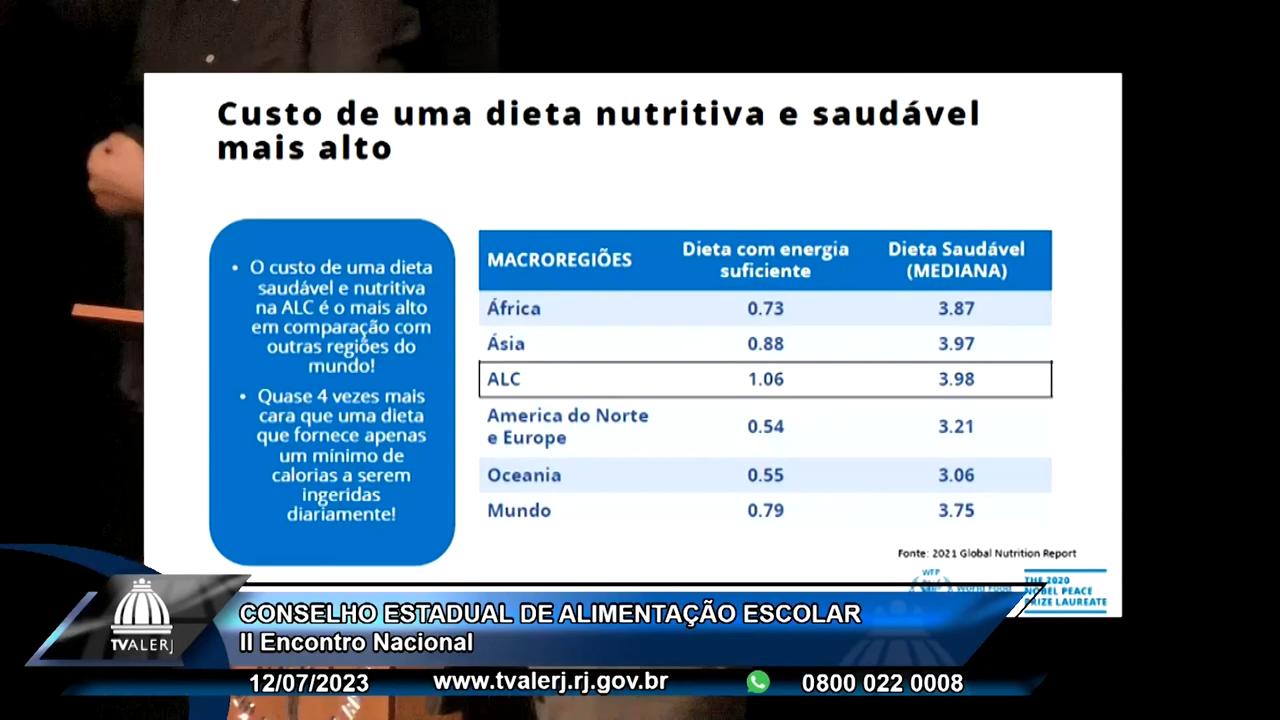 Custo de uma dieta nutritiva e saudável
mais alto
• O custo de uma dieta
saudável e nutritiva
na ALC é o mais alto
em comparação com
outras regiões do
mundo!
• Quase 4 vezes mais
cara que uma dieta
que fornece apenas
um mínimo de
calorias a serem
ingeridas
diariamente!
MACROREGIÕES Dieta com energia suficiente Dieta Saudável (MEDIANA)
África 0.73 3.87
Ásia 0.88 3.97
ALC 1.06 3.98
America do Norte e Europe 0.54 3.21
Oceania 0.55 3.06
Mundo 0.79 3.75
Fonte: 2021 Global Nutrition Report
WFP
World Food
THE 2020
NOBEL PEACE
PRIZE LAUREATE
TVALERJ
CONSELHO ESTADUAL DE ALIMENTAÇÃO ESCOLAR
II Encontro Nacional
12/07/2023 www.tvalerj.rj.gov.br 0800 022 0008